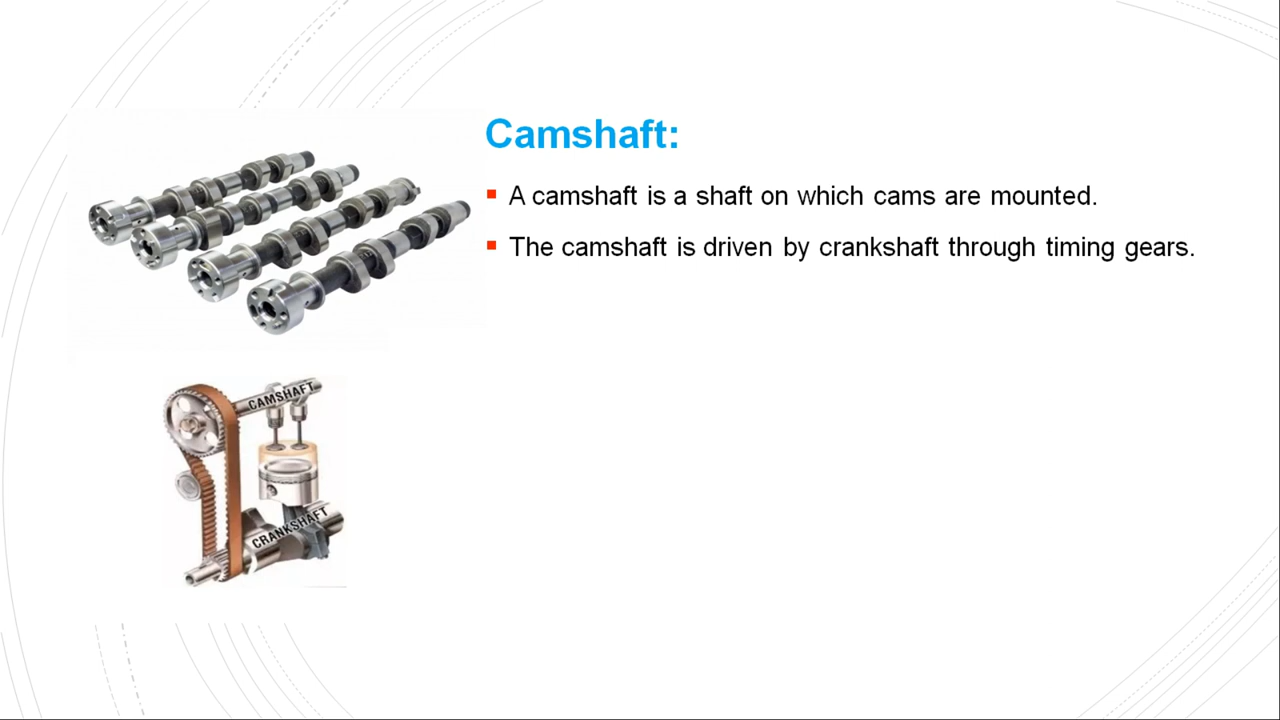 Camshaft:
A camshaft is a shaft on which cams are mounted.
The camshaft is driven by crankshaft through timing gears.
CAMSHAFT
CRANKSHAFT